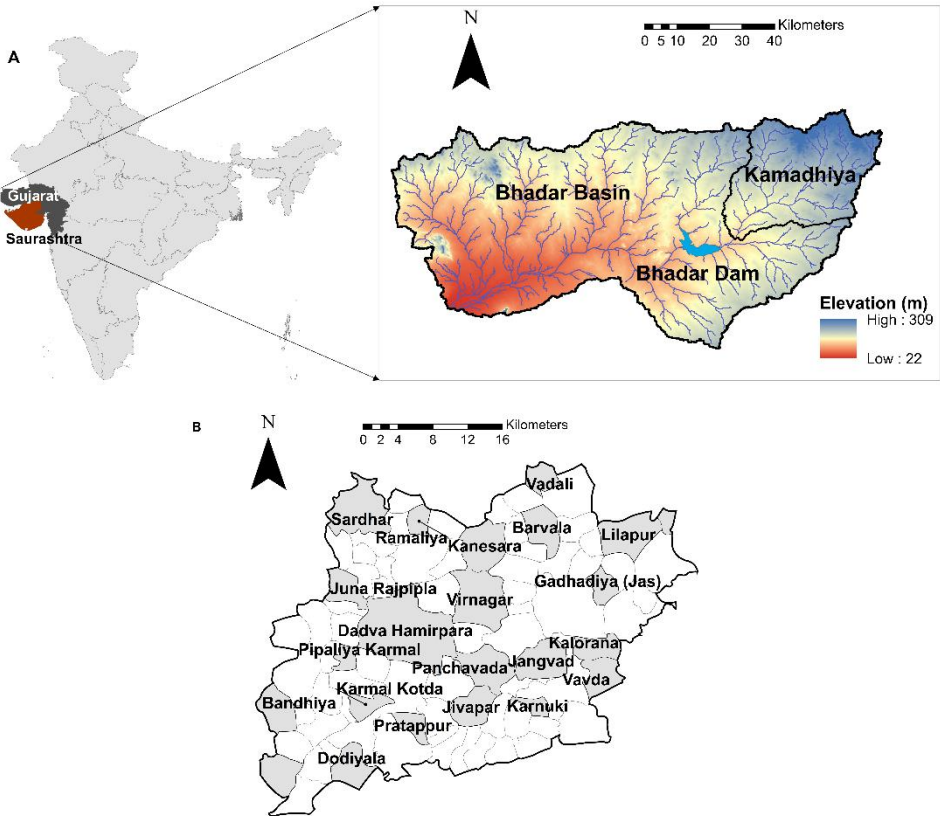 A
Gujarat
Saurashtra
N
Kilometers
0 5 10 20 30 40
Bhadar Basin
Kamadhiya
Bhadar Dam
Elevation (m)
High : 309
Low : 22
B
N
Kilometers
0 2 4 8 12 16
Vadali
Sardhar
Ramaliya
Barvala
Kanesara
Lilapur
Juna Rajpipla
Virnagar
Gadhadiya (Jas)
Dadva Hamirpara
Pipaliya Karmal
Kalorana
Panchavada
Jangvad
Vavda
Karmal Kotda
Bandhiya
Jivapar
Karnuki
Pratappur
Dodiyala